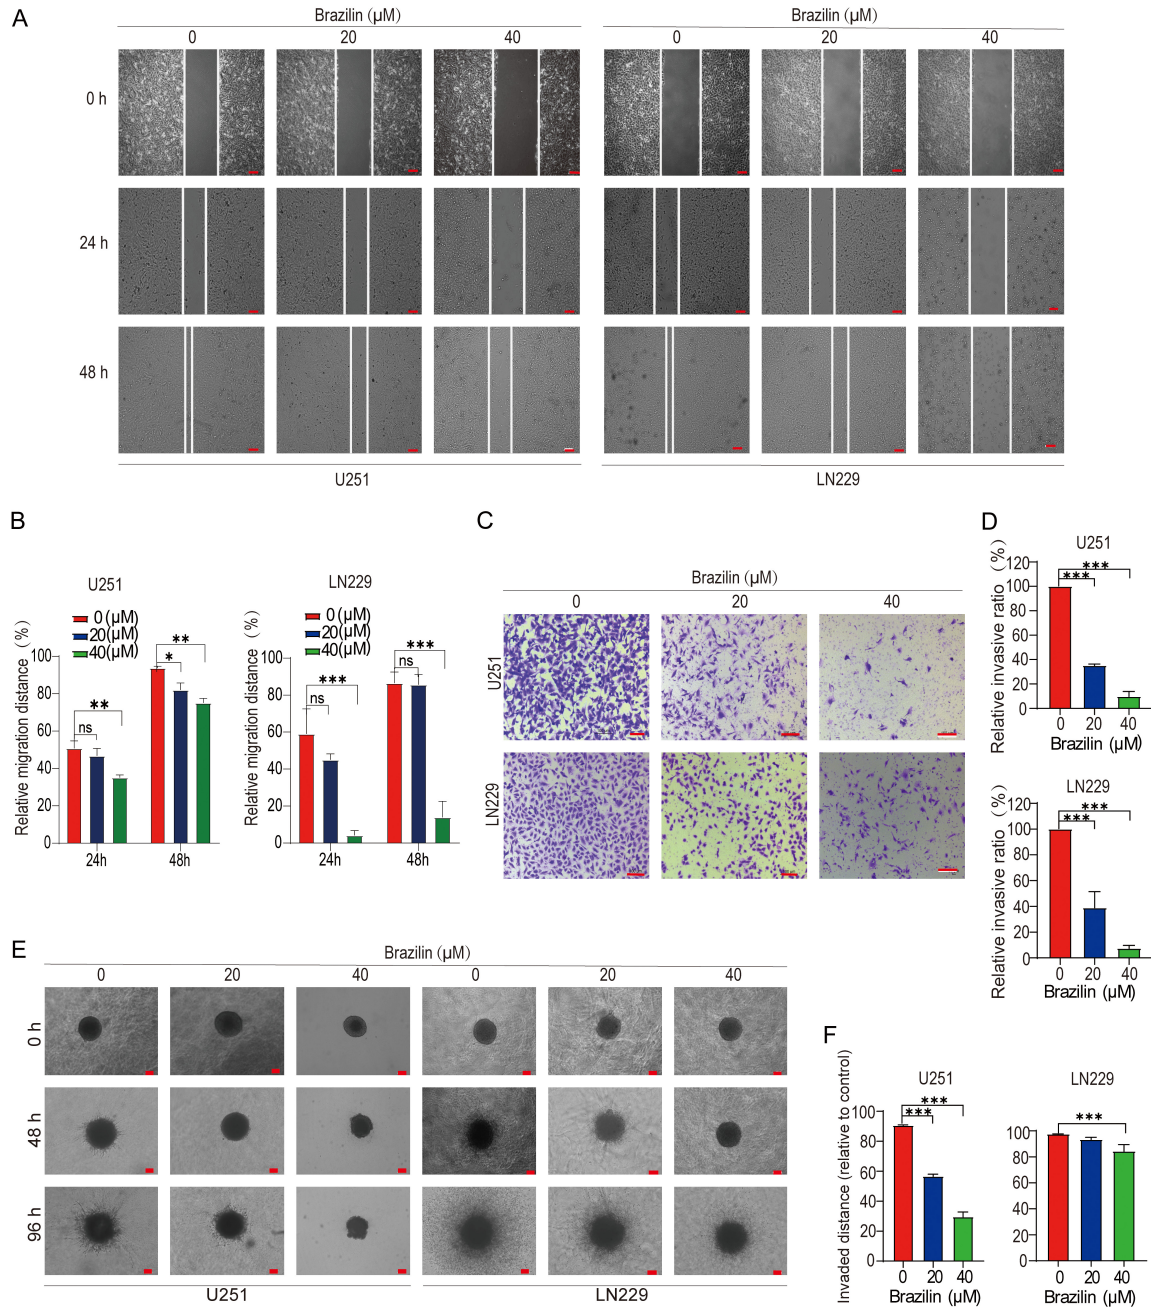 A
Brazilin (μM)
0 20 40
Brazilin (μM)
0 20 40
0 h
24 h
48 h
U251
LN229
B
U251
0 (μM)
20(μM)
40(μM)
Relative migration distance (%)
100
80
60
40
20
0
ns
**
*
**
24h 48h
LN229
0 (μM)
20(μM)
40(μM)
Relative migration distance (%)
100
80
60
40
20
0
ns
***
ns
***
24h 48h
C
Brazilin (μM)
0 20 40
U251
LN229
D
U251
Relative invasive ratio (%)
120
100
80
60
40
20
0
***
***
0 20 40
Brazilin (μM)
LN229
Relative invasive ratio (%)
120
100
80
60
40
20
0
***
***
0 20 40
Brazilin (μM)
E
Brazilin (μM)
0 20 40 0 20 40
0 h
48 h
96 h
U251
LN229
F
Invaded distance (relative to control)
U251
100
80
60
40
20
0
***
***
0 20 40
Brazilin (μM)
LN229
100
80
60
40
20
0
***
0 20 40
Brazilin (μM)